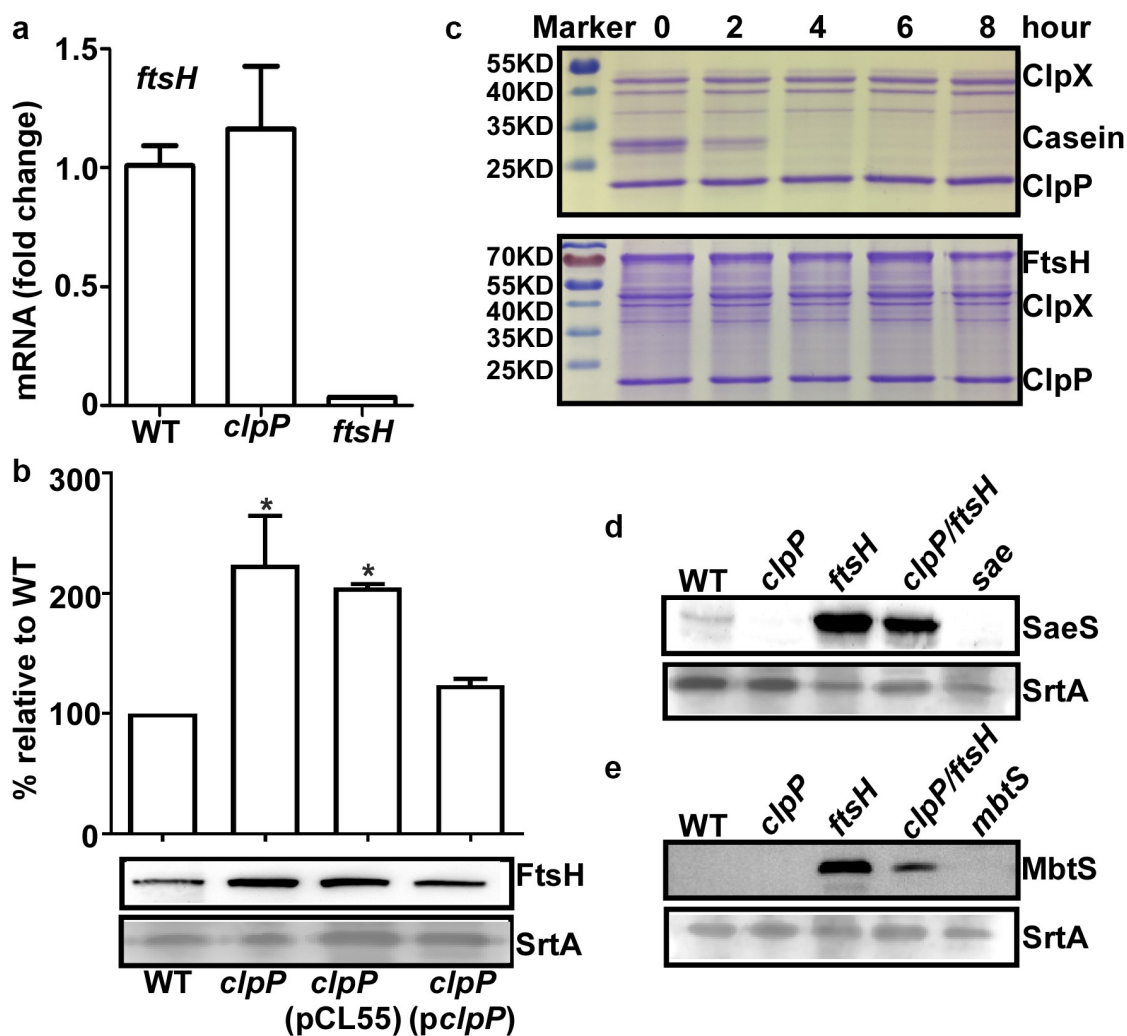 a
mRNA (fold change)
1.5
1.0
0.5
0
ftsH
WT clpP ftsH
b
% relative to WT
300
200
100
0
*
*
FtsH
SrtA
WT clpP clpP clpP
(pCL55) (pclpP)
c
Marker 0 2 4 6 8 hour
55KD
40KD
35KD
25KD
ClpX
Casein
ClpP
70KD
55KD
40KD
35KD
25KD
FtsH
ClpX
ClpP
d
WT clpP ftsH clpP/ftsH sae
SaeS
SrtA
e
WT clpP ftsH clpP/ftsH mbtS
MbtS
SrtA